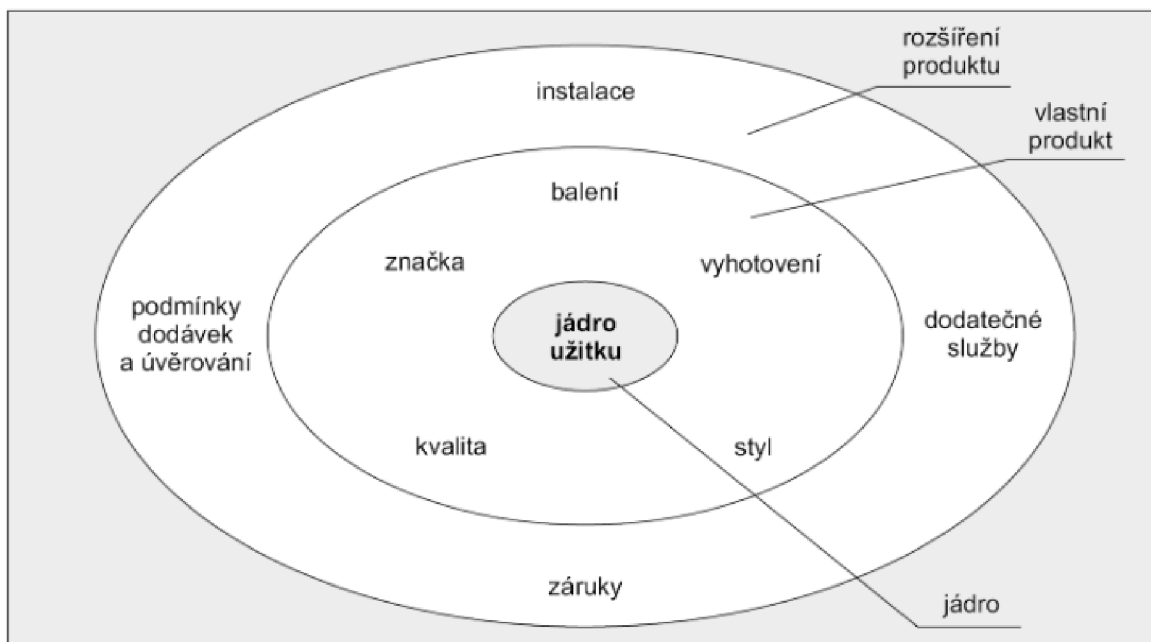 rozšíření
produktu
instalace
vlastní
produkt
balení
značka
vyhotovení
podmínky
dodávek
a úvěrování
jádro
užitku
dodatečné
služby
kvalita
styl
záruky
jádro